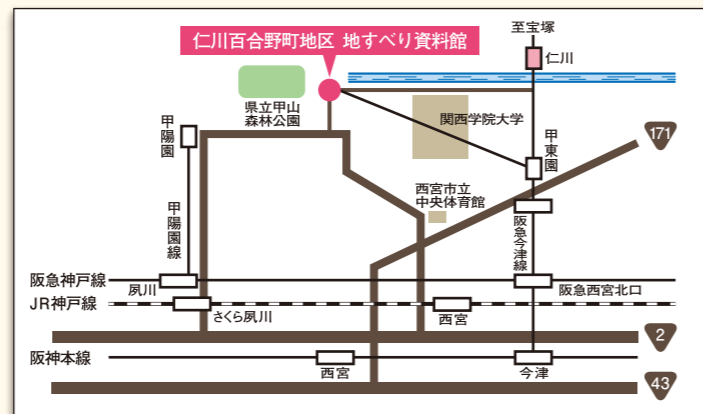 至宝塚
仁川百合野町地区 地すべり資料館
仁川
県立甲山
森林公園
関西学院大学
甲陽園
甲東園
171
西宮市立
中央体育館
甲陽園線
阪急今津線
阪急神戸線
夙川
阪急西宮北口
JR神戸線
さくら夙川
西宮
2
阪神本線
西宮
今津
43